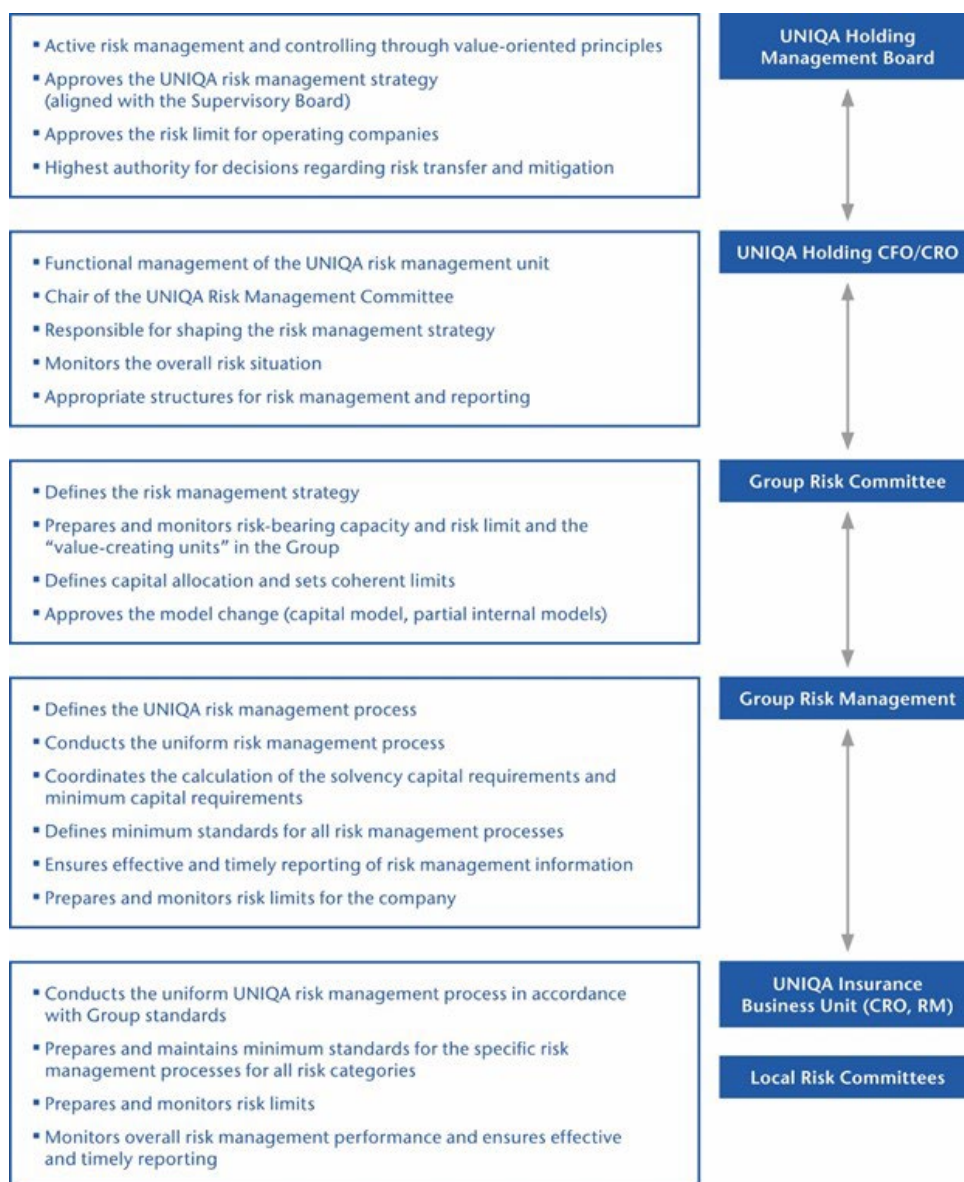 ▪ Active risk management and controlling through value-oriented principles
▪ Approves the UNIQA risk management strategy
(aligned with the Supervisory Board)
▪ Approves the risk limit for operating companies
▪ Highest authority for decisions regarding risk transfer and mitigation
UNIQA Holding
Management Board
▪ Functional management of the UNIQA risk management unit
▪ Chair of the UNIQA Risk Management Committee
▪ Responsible for shaping the risk management strategy
▪ Monitors the overall risk situation
▪ Appropriate structures for risk management and reporting
UNIQA Holding CFO/CRO
▪ Defines the risk management strategy
▪ Prepares and monitors risk-bearing capacity and risk limit and the
“value-creating units” in the Group
▪ Defines capital allocation and sets coherent limits
▪ Approves the model change (capital model, partial internal models)
Group Risk Committee
▪ Defines the UNIQA risk management process
▪ Conducts the uniform risk management process
▪ Coordinates the calculation of the solvency capital requirements and
minimum capital requirements
▪ Defines minimum standards for all risk management processes
▪ Ensures effective and timely reporting of risk management information
▪ Prepares and monitors risk limits for the company
Group Risk Management
▪ Conducts the uniform UNIQA risk management process in accordance
with Group standards
▪ Prepares and maintains minimum standards for the specific risk
management processes for all risk categories
▪ Prepares and monitors risk limits
▪ Monitors overall risk management performance and ensures effective
and timely reporting
UNIQA Insurance
Business Unit (CRO, RM)
Local Risk Committees